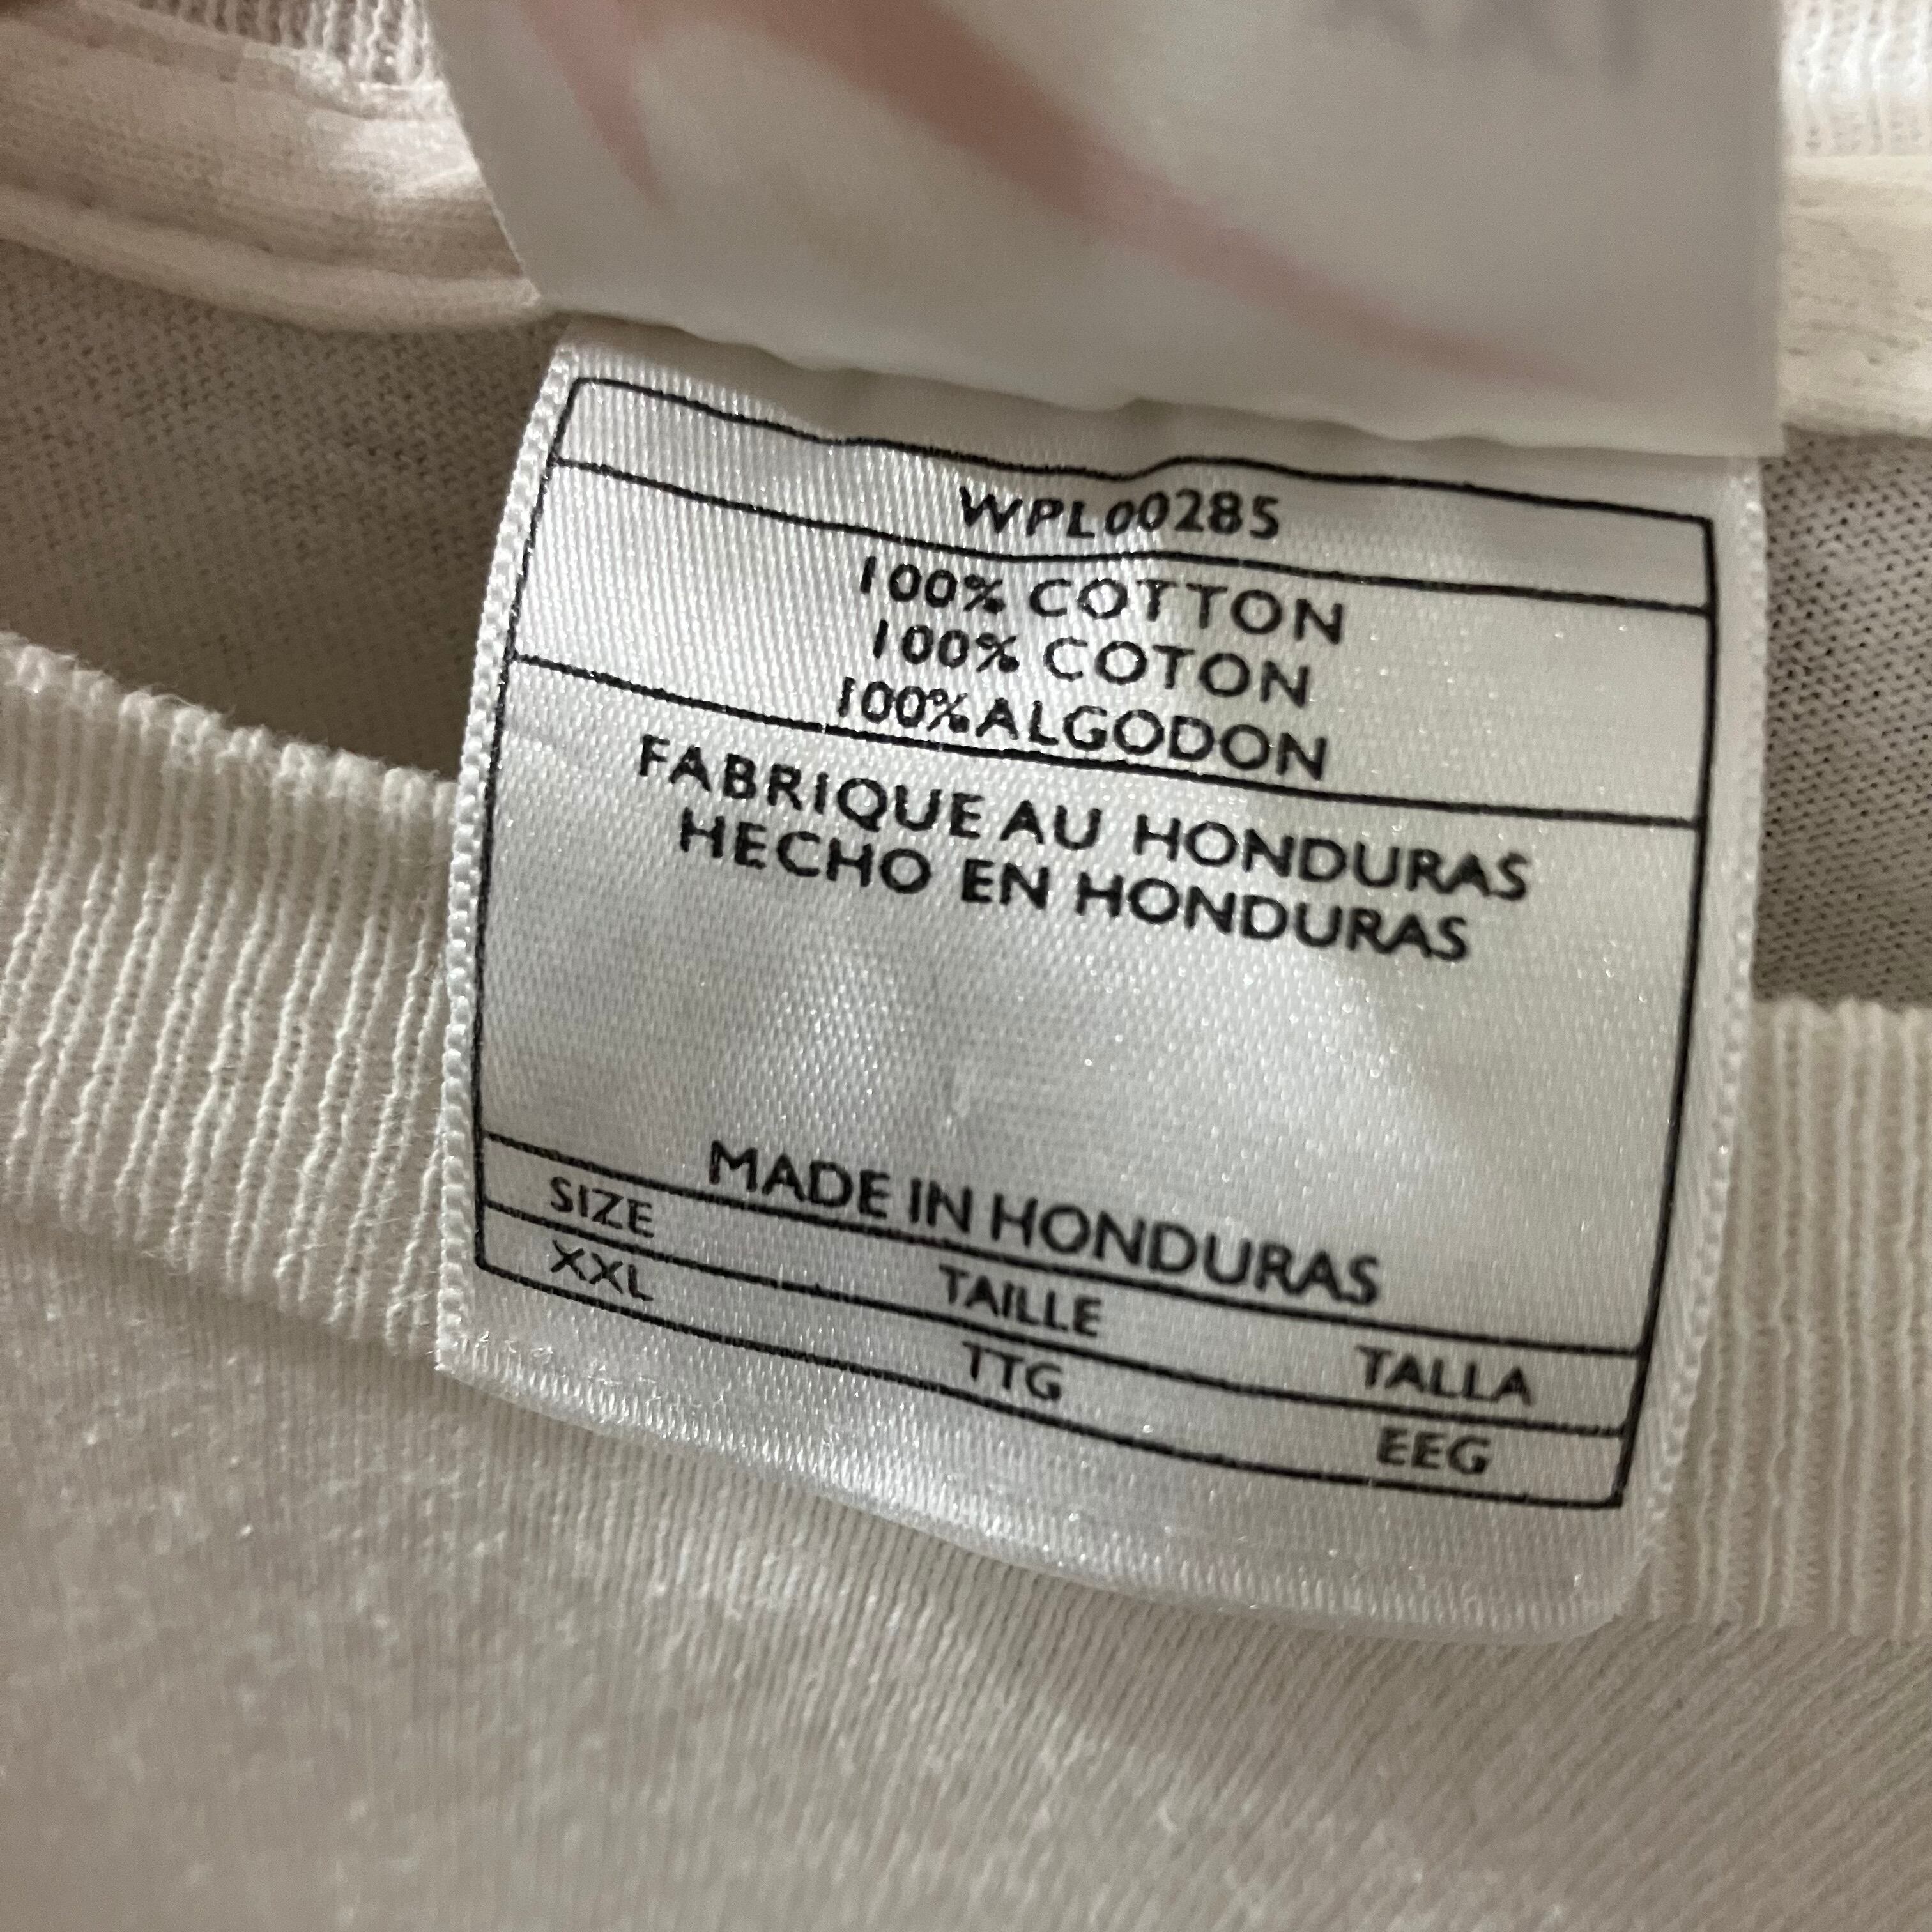 WPL00285
100% COTTON
100% COTON
100% ALGODON
FABRIQUE AU HONDURAS
HECHO EN HONDURAS
MADE IN HONDURAS
SIZE TAILLE TALLA
XXL TTG EEG